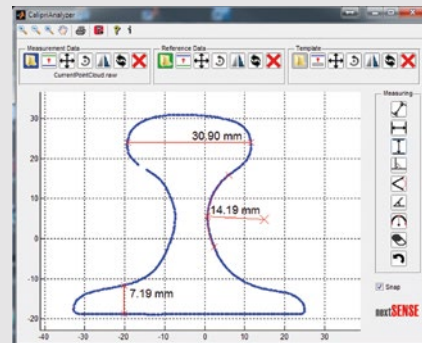 CalipriAnalyzer
Measurement Data
Reference Data
Template
CurrentPointCloud.raw
Measuring
30
20
10
0
-10
-20
-40
-30
-20
-10
0
10
20
30
30.90 mm
14.19 mm
7.19 mm
Snap
nextSENSE